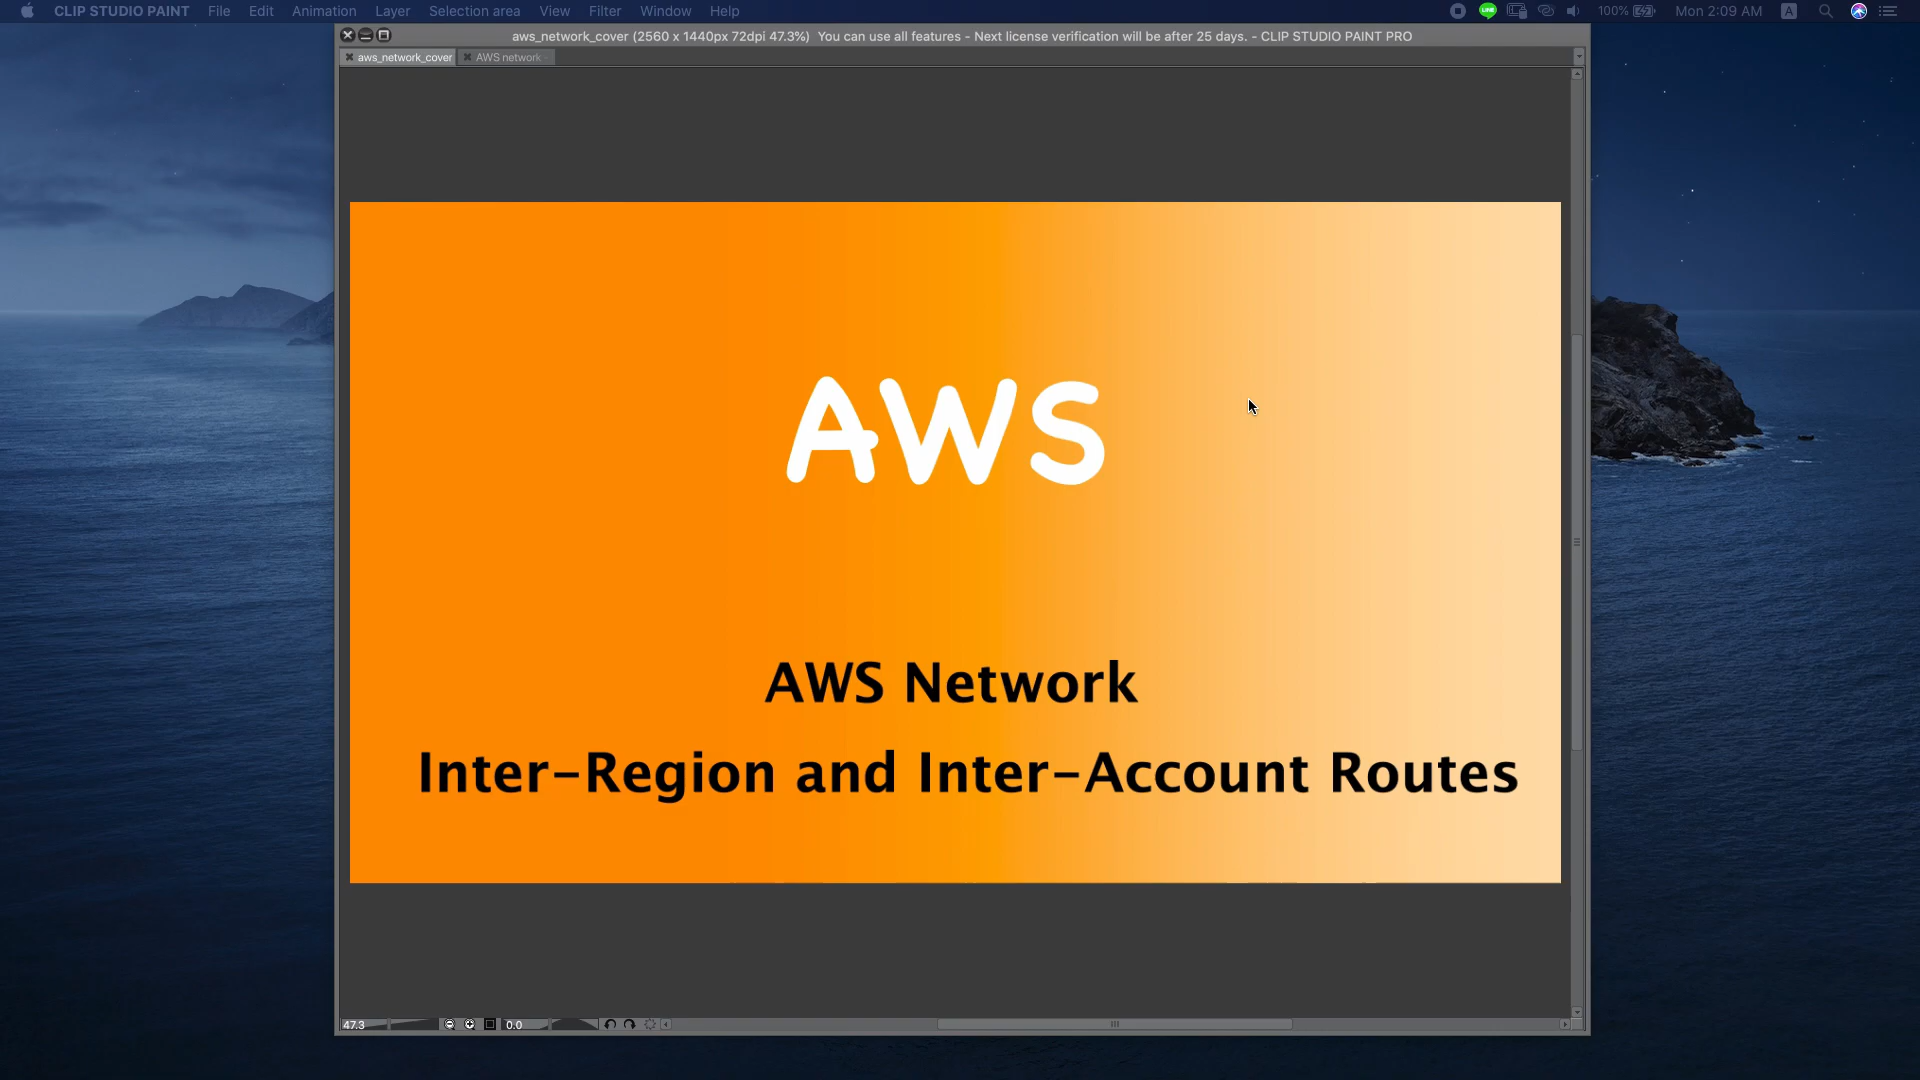 CLIP STUDIO PAINT File Edit Animation Layer Selection area View Filter Window Help LINE 100% Mon 2:09 AM A
aws_network_cover (2560 x 1440px 72dpi 47.3%) You can use all features - Next license verification will be after 25 days. - CLIP STUDIO PAINT PRO
aws_network_cover AWS network
AWS
AWS Network
Inter-Region and Inter-Account Routes
47.3 0.0